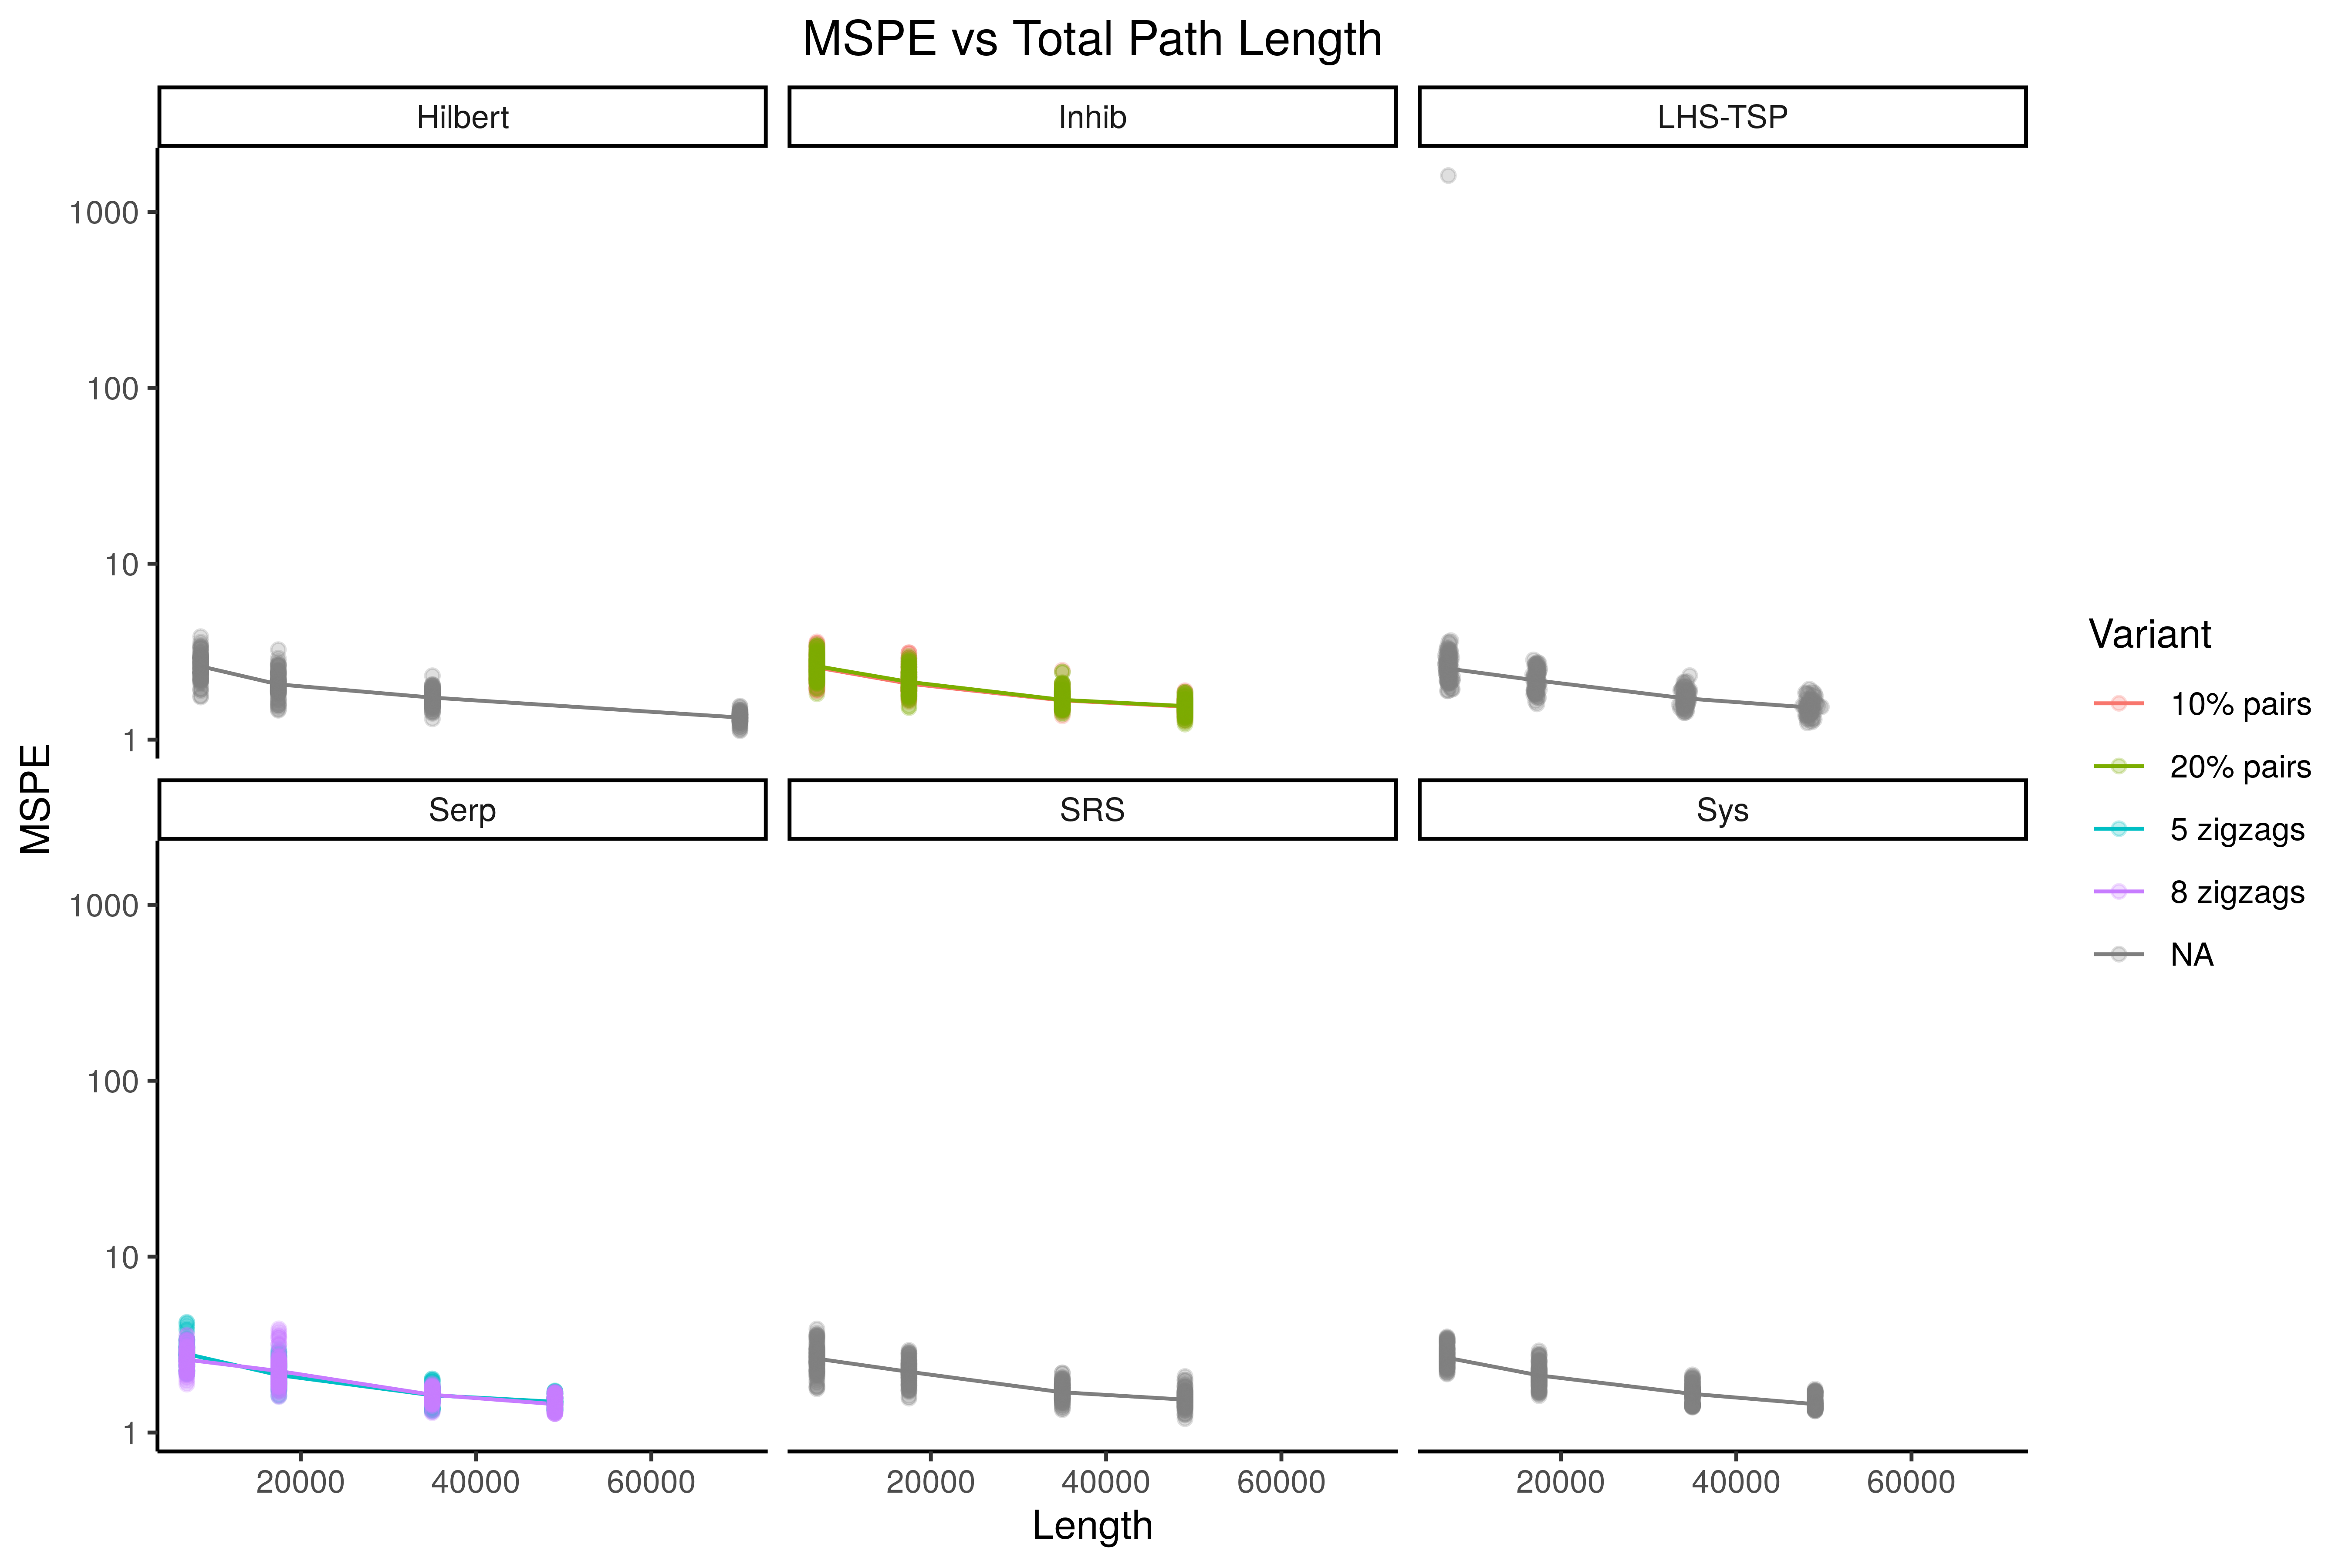 MSPE vs Total Path Length
Hilbert
Inhib
LHS-TSP
1000
100
10
1
Serp
SRS
Sys
1000
100
10
1
20000 40000 60000
20000 40000 60000
20000 40000 60000
Length
MSPE
Variant
10% pairs
20% pairs
5 zigzags
8 zigzags
NA